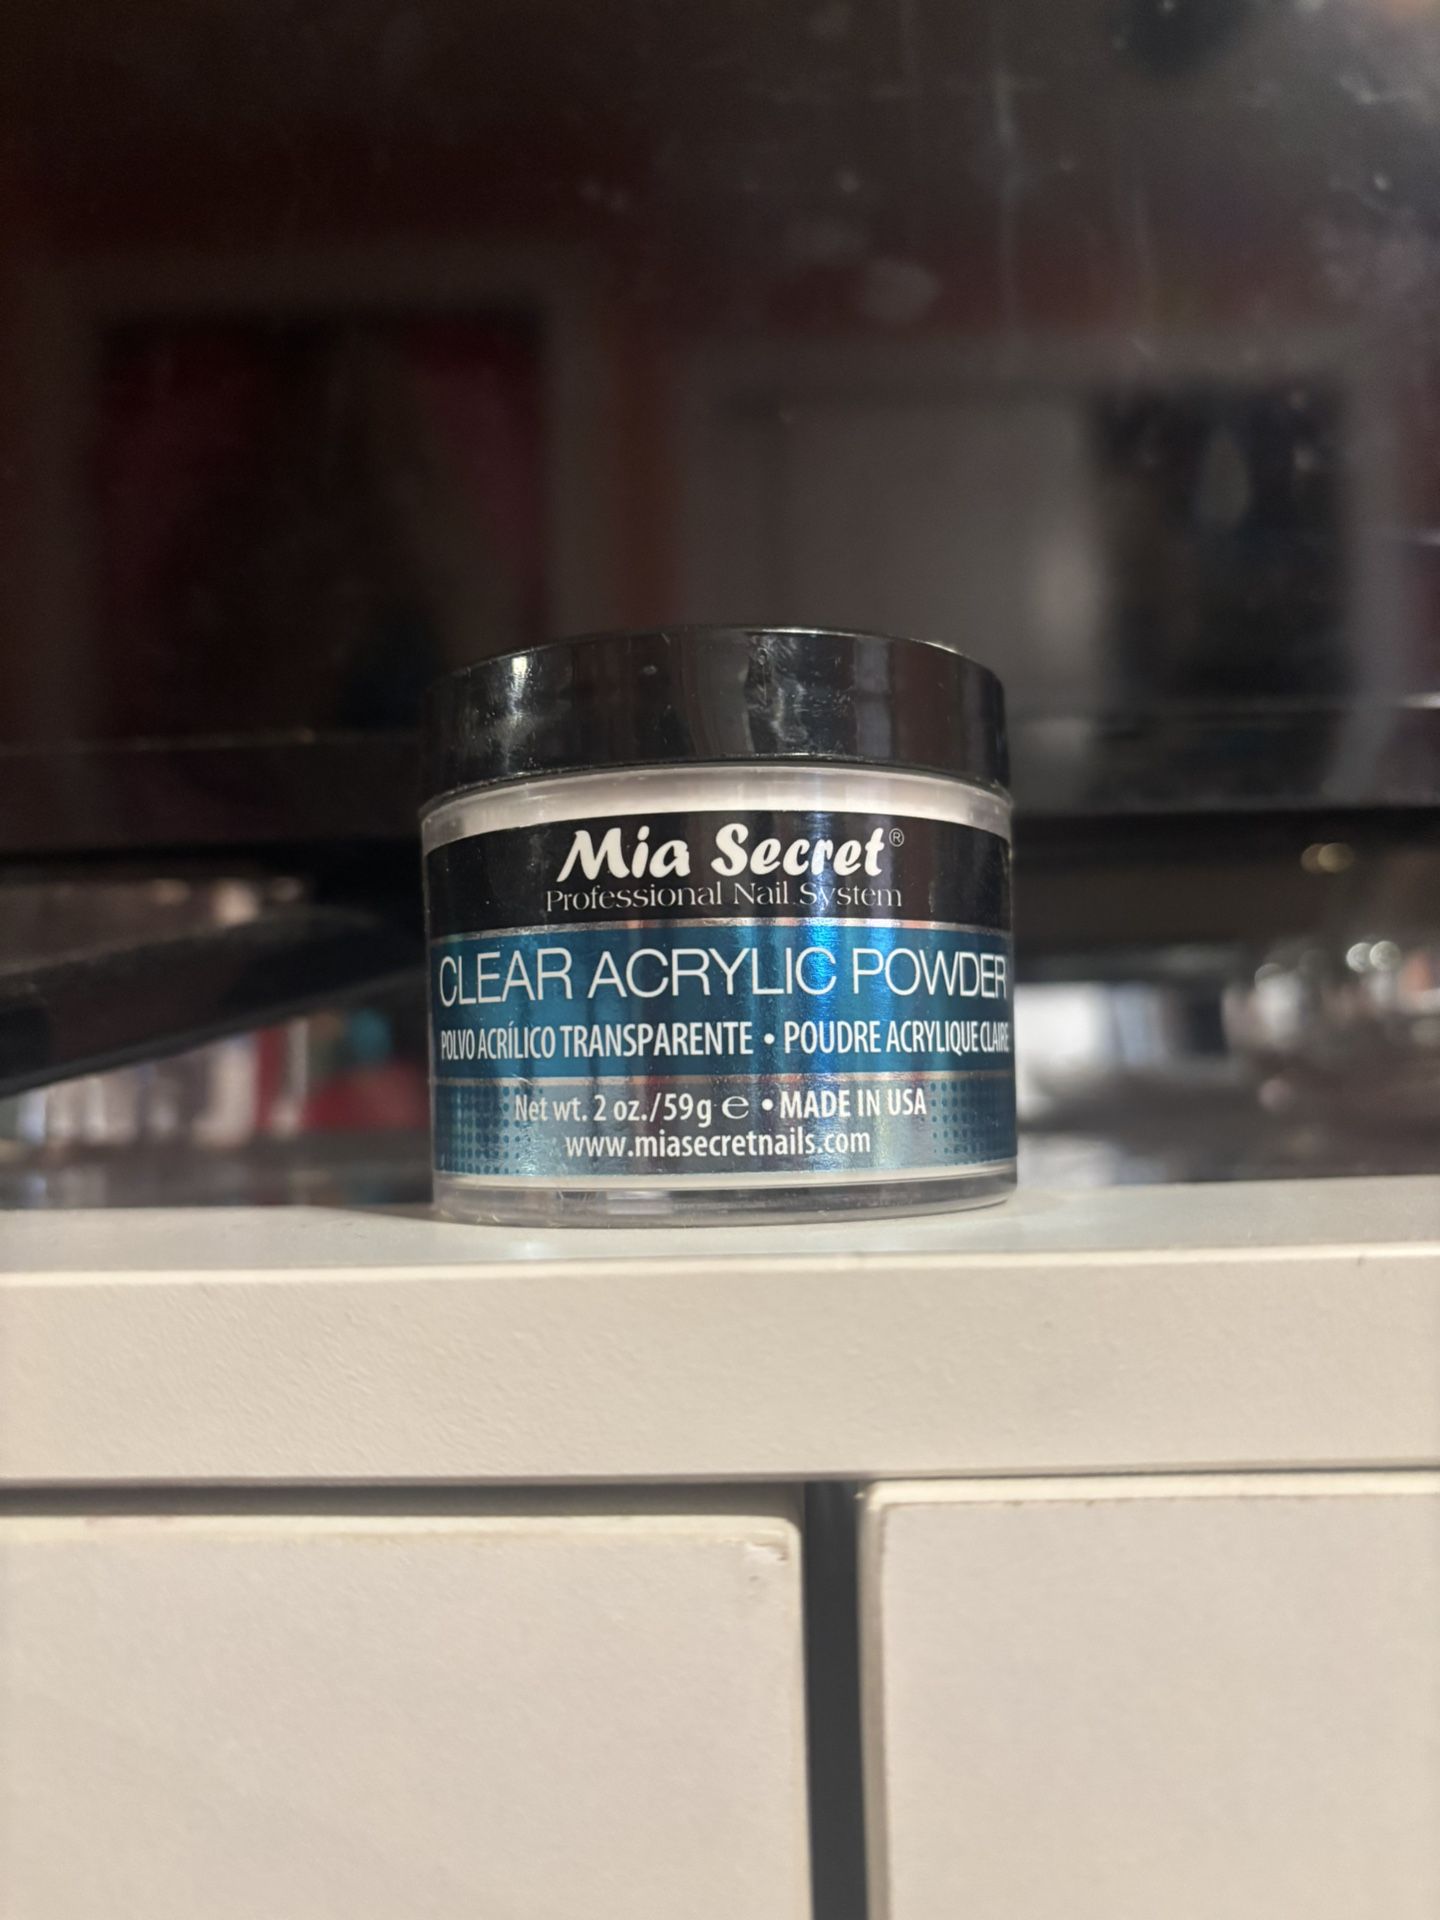 Mia Secret®
Professional Nail System
CLEAR ACRYLIC POWDER
POLVO ACRÍLICO TRANSPARENTE • POUDRE ACRYLIQUE CLAIRE
Net wt. 2 oz./59g ℮ • MADE IN USA
www.miasecretnails.com